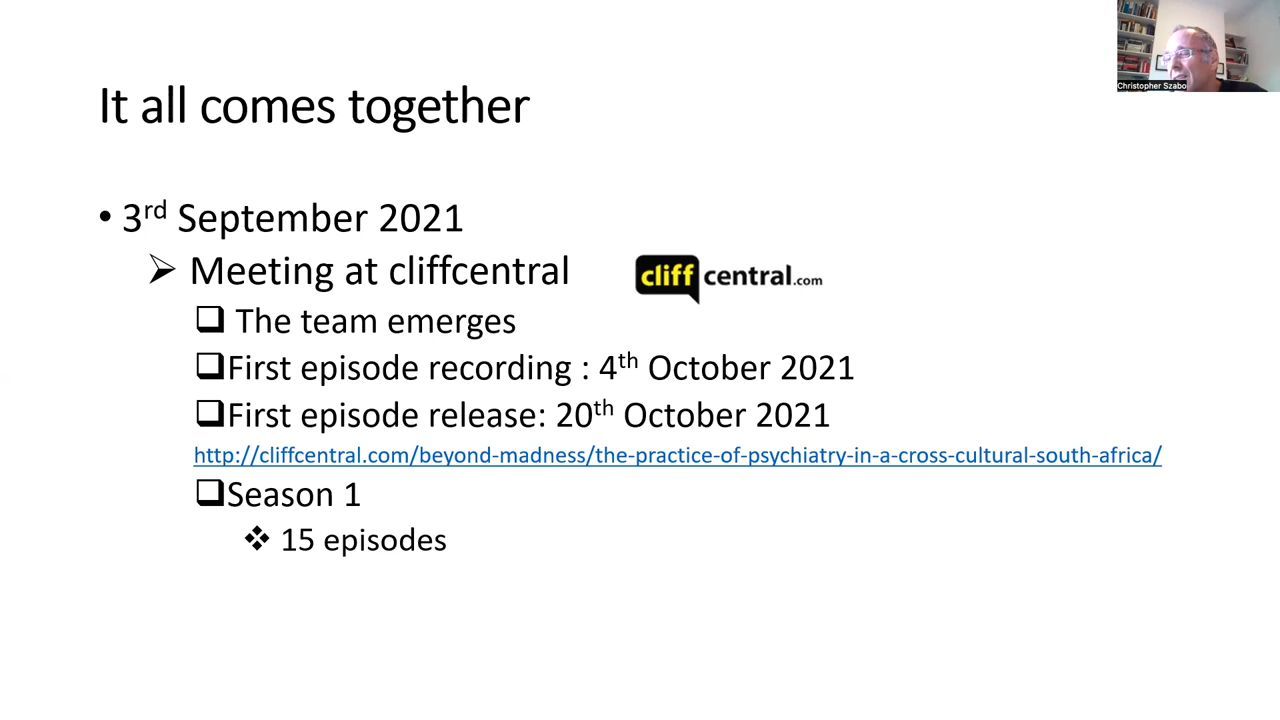 Christopher Szabo
It all comes together
• 3rd September 2021
➢ Meeting at cliffcentral
cliffcentral.com
❑ The team emerges
❑First episode recording : 4th October 2021
❑First episode release: 20th October 2021
http://cliffcentral.com/beyond-madness/the-practice-of-psychiatry-in-a-cross-cultural-south-africa/
❑Season 1
❖ 15 episodes